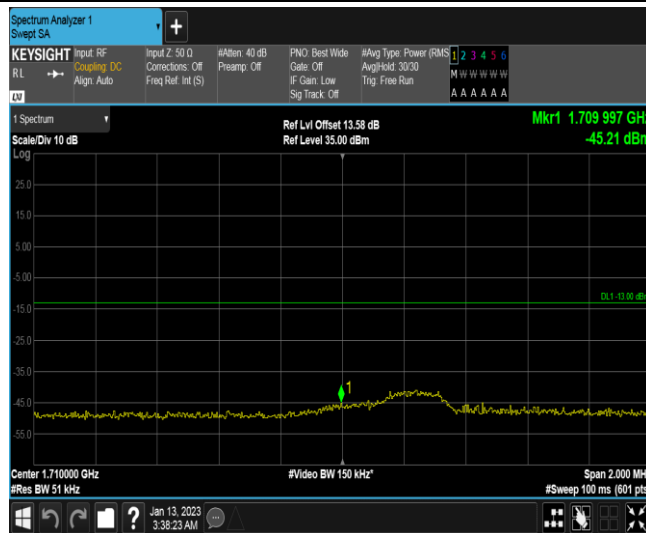 Spectrum Analyzer 1
Swept SA
KEYSIGHT
RL
Input: RF
Coupling: DC
Align: Auto
Input Z: 50 Ω
Corrections: Off
Freq Ref: Int (S)
#Atten: 40 dB
Preamp: Off
PNO: Best Wide
Gate: Off
IF Gain: Low
Sig Track: Off
#Avg Type: Power (RMS
Avg|Hold: 30/30
Trig: Free Run
1 2 3 4 5 6
M W W W W W
A A A A A A
1 Spectrum
Scale/Div 10 dB
Log
Ref Lvl Offset 13.58 dB
Ref Level 35.00 dBm
Mkr1 1.709 997 GHz
-45.21 dBm
25.0
15.0
5.00
-5.00
-15.0
-25.0
-35.0
-45.0
-55.0
DL1 -13.00 dBm
1
Center 1.710000 GHz
#Res BW 51 kHz
#Video BW 150 kHz*
Span 2.000 MH
#Sweep 100 ms (601 pts
Jan 13, 2023
3:38:23 AM